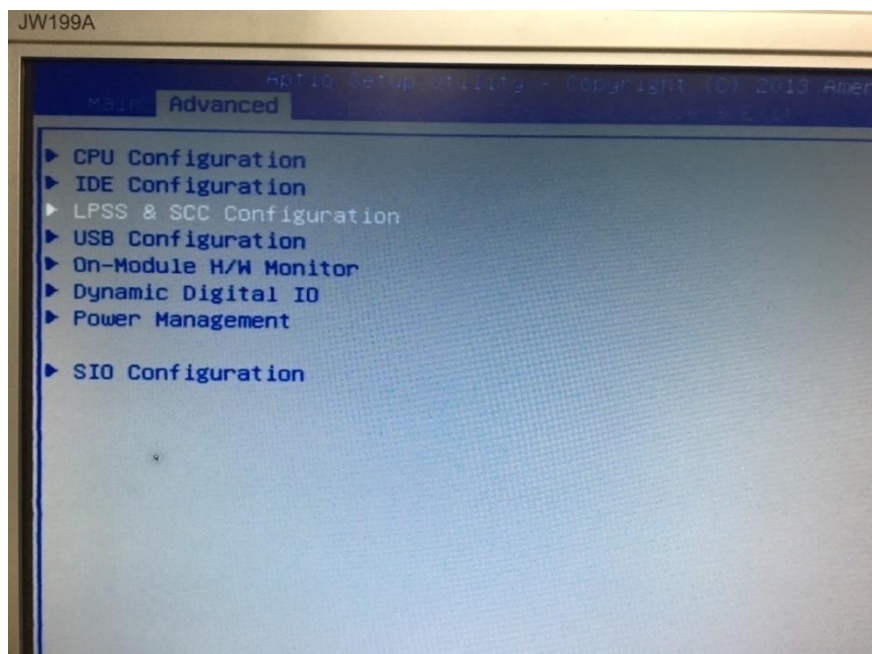 JW199A
Aptio Setup Utility - Copyright (C) 2013 Amer
Main Advanced
CPU Configuration
IDE Configuration
LPSS & SCC Configuration
USB Configuration
On-Module H/W Monitor
Dynamic Digital IO
Power Management
SIO Configuration